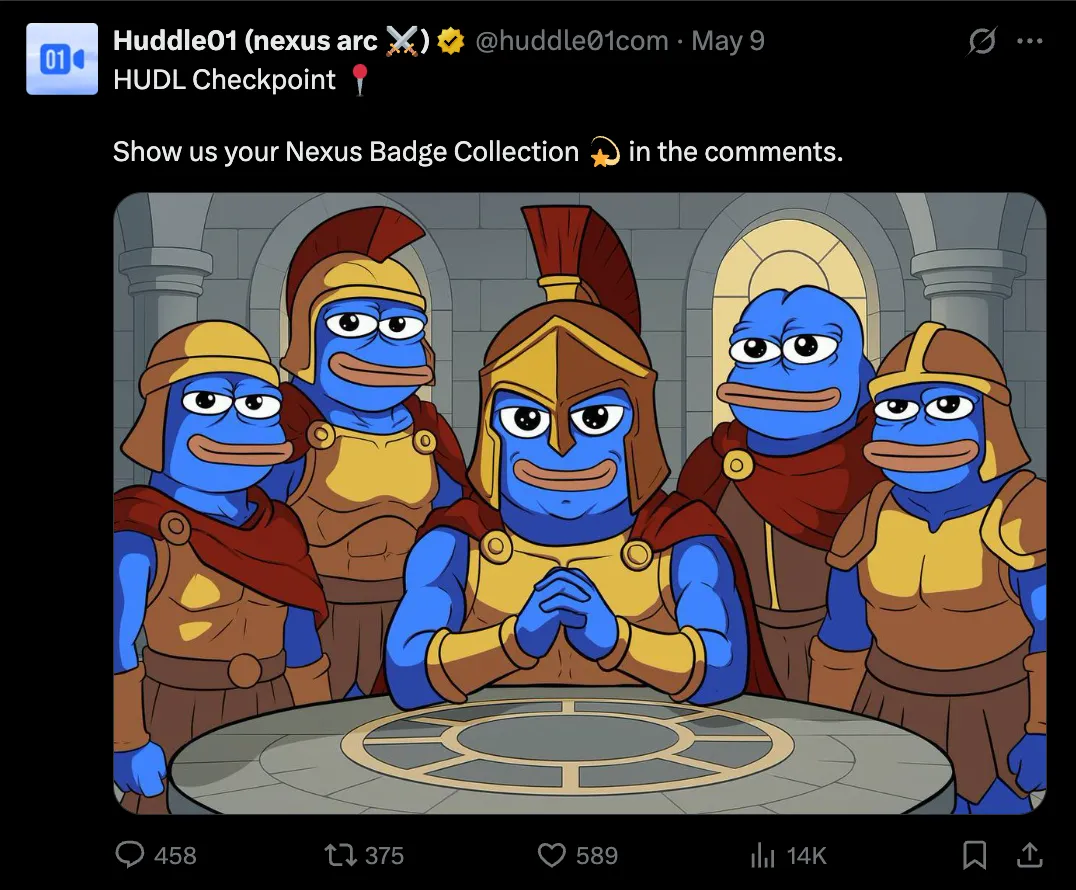 01
Huddle01 (nexus arc ⚔️) @huddle01com · May 9
HUDL Checkpoint 📍
Show us your Nexus Badge Collection 💫 in the comments.
458 375 589 14K